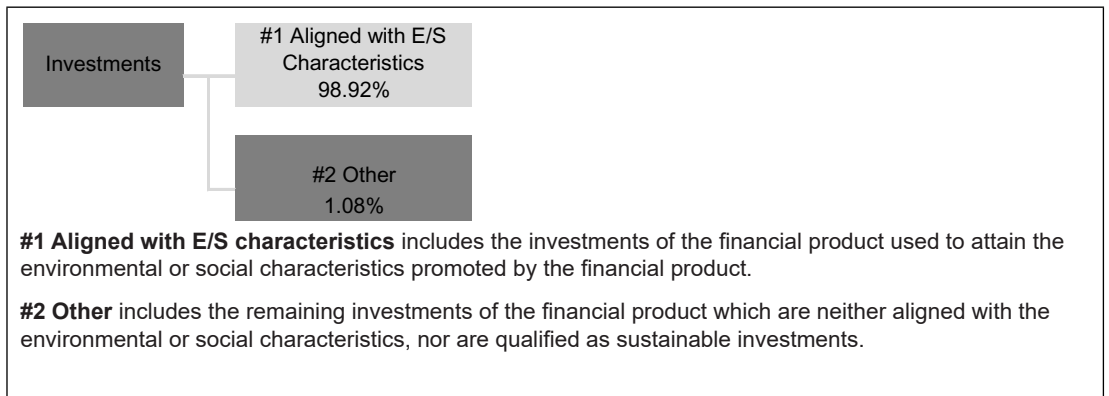 Investments
#1 Aligned with E/S
Characteristics
98.92%
#2 Other
1.08%
#1 Aligned with E/S characteristics includes the investments of the financial product used to attain the
environmental or social characteristics promoted by the financial product.
#2 Other includes the remaining investments of the financial product which are neither aligned with the
environmental or social characteristics, nor are qualified as sustainable investments.